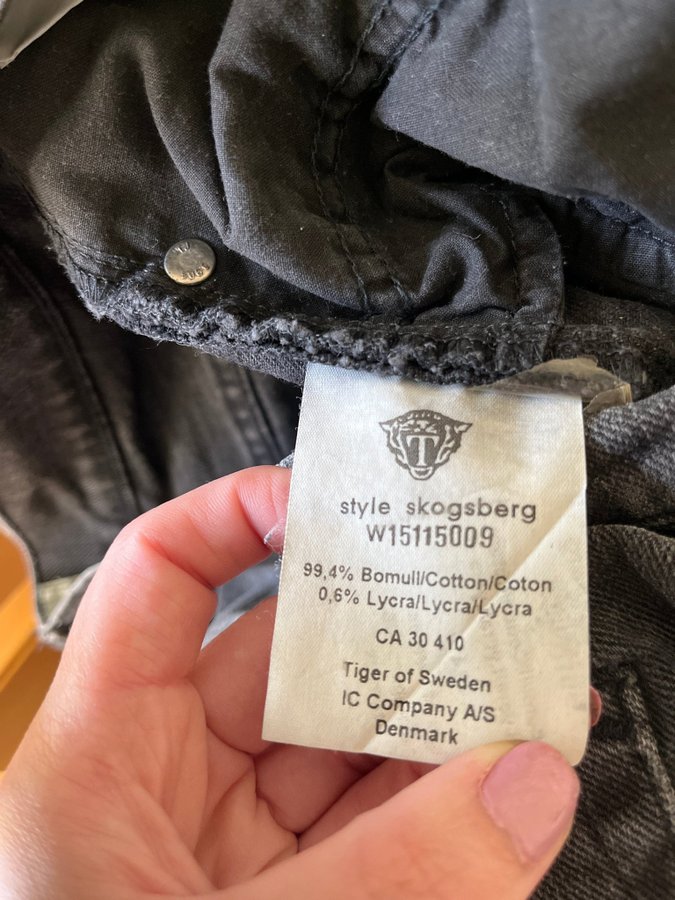 T
style skogsberg
W15115009
99,4% Bomull/Cotton/Coton
0,6% Lycra/Lycra/Lycra
CA 30 410
Tiger of Sweden
IC Company A/S
Denmark